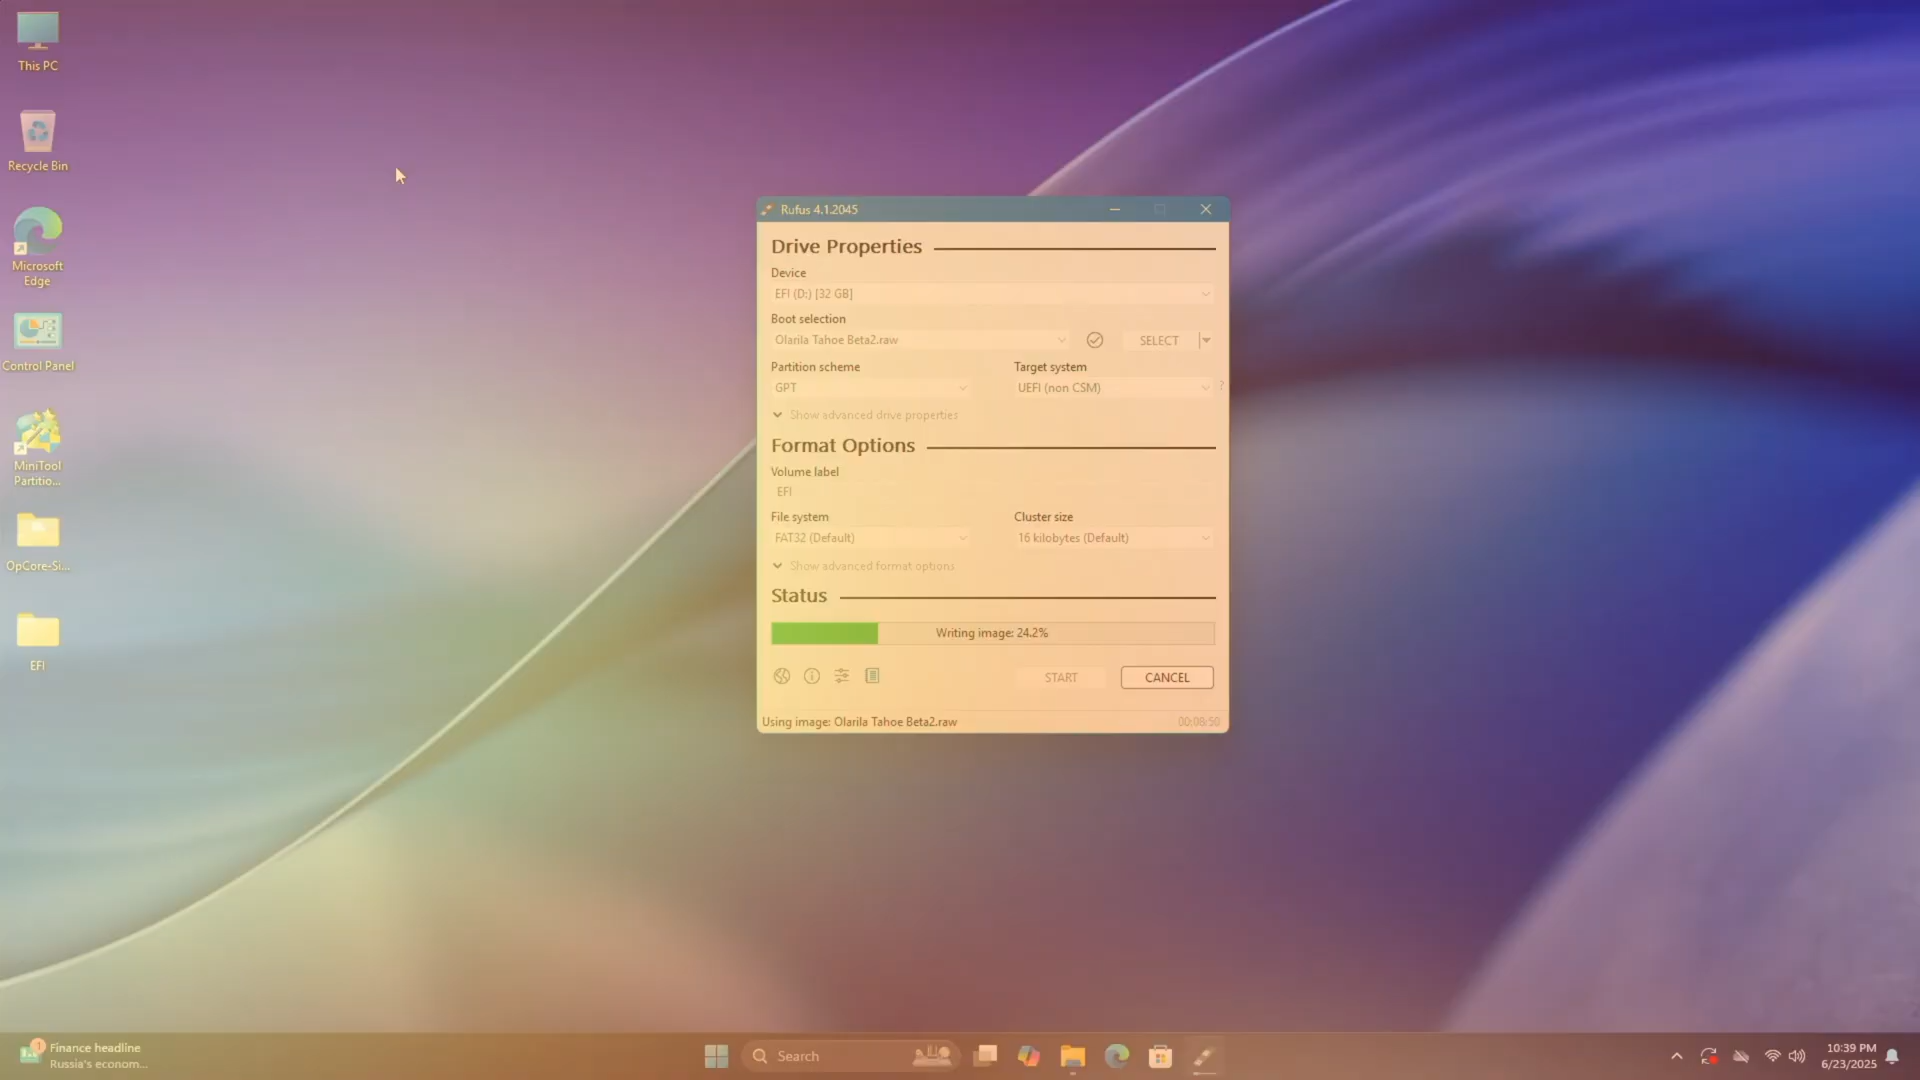 This PC
Recycle Bin
Microsoft
Edge
Control Panel
MiniTool
Partitio...
OpCore-Si...
EFI
Rufus 4.1.2045
Drive Properties
Device
EFI (D:) [32 GB]
Boot selection
Olarila Tahoe Beta2.raw
SELECT
Partition scheme
Target system
GPT
UEFI (non CSM)
?
Show advanced drive properties
Format Options
Volume label
EFI
File system
Cluster size
FAT32 (Default)
16 kilobytes (Default)
Show advanced format options
Status
Writing image: 24.2%
START
CANCEL
Using image: Olarila Tahoe Beta2.raw
00:08:50
1
Finance headline
Russia's econom...
Search
10:39 PM
6/23/2025